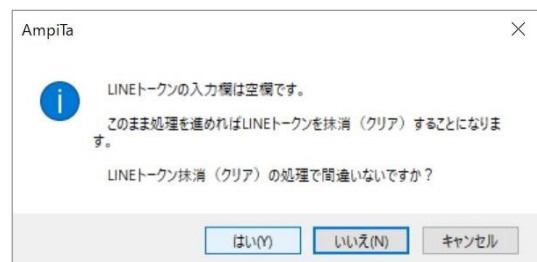 AmpiTa
LINEトークンの入力欄は空欄です。
このまま処理を進めればLINEトークンを抹消（クリア）することになりま
す。
LINEトークン抹消（クリア）の処理で間違いないですか？
はい(Y) いいえ(N) キャンセル